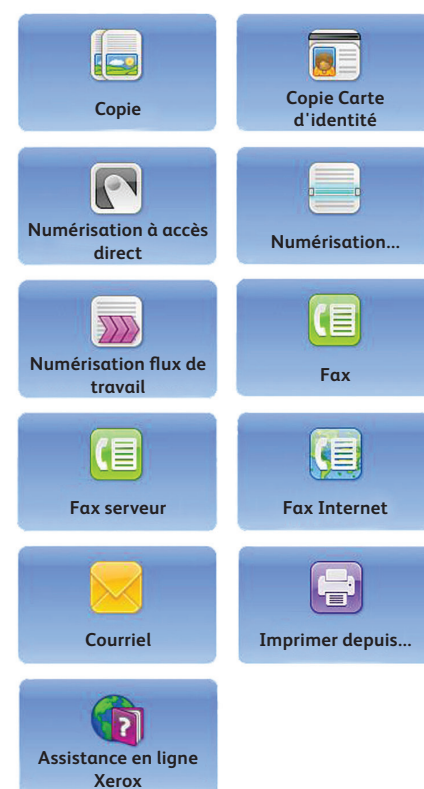 Copie
Copie Carte
d'identité
Numérisation à accès
direct
Numérisation...
Numérisation flux de
travail
Fax
Fax serveur
Fax Internet
Courriel
Imprimer depuis...
Assistance en ligne
Xerox